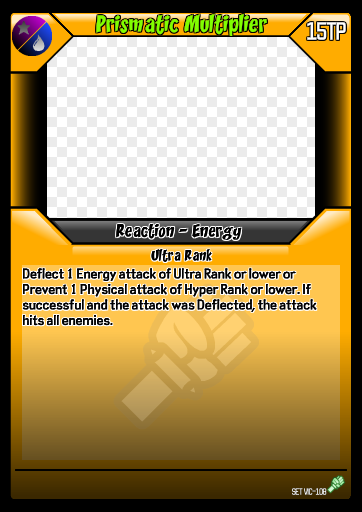 Prismatic Multiplier
15TP
Reaction - Energy
Ultra Rank
Deflect 1 Energy attack of Ultra Rank or lower or
Prevent 1 Physical attack of Hyper Rank or lower. If
successful and the attack was Deflected, the attack
hits all enemies.
SET VIC-108